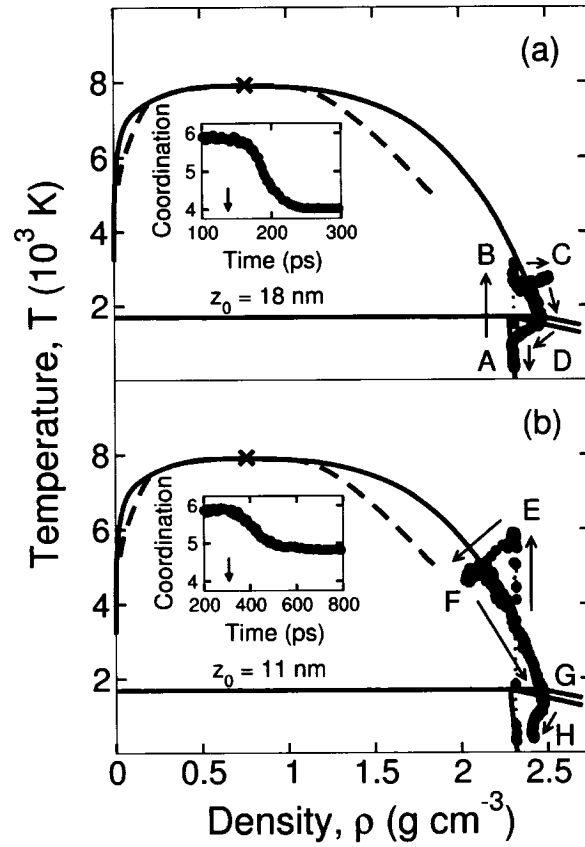 (a)
8
6
4
2
Coordination
6
5
4
100 200 300
Time (ps)
z₀ = 18 nm
B C
A D
Temperature, T (10³ K)
(b)
8
6
4
2
0
Coordination
6
5
4
200 400 600 800
Time (ps)
z₀ = 11 nm
E
F
G
H
0 0.5 1 1.5 2 2.5
Density, ρ (g cm⁻³)